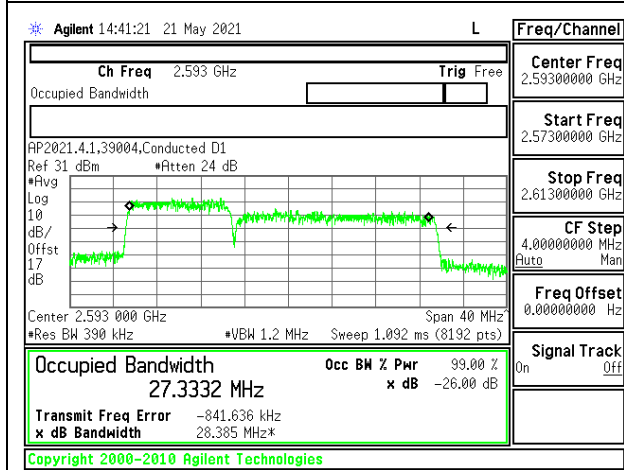 Agilent 14:41:21 21 May 2021 L
Ch Freq 2.593 GHz Trig Free
Occupied Bandwidth
AP2021.4.1,39004,Conducted D1
Ref 31 dBm #Atten 24 dB
#Avg
Log
10
dB/
Offst
17
dB
Center 2.593 000 GHz Span 40 MHz^
#Res BW 390 kHz #VBW 1.2 MHz Sweep 1.092 ms (8192 pts)
Occupied Bandwidth Occ BW % Pwr 99.00 %
27.3332 MHz x dB -26.00 dB
Transmit Freq Error -841.636 kHz
x dB Bandwidth 28.385 MHz*
Copyright 2000-2010 Agilent Technologies
Freq/Channel
Center Freq
2.59300000 GHz
Start Freq
2.57300000 GHz
Stop Freq
2.61300000 GHz
CF Step
4.00000000 MHz
Auto Man
Freq Offset
0.00000000 Hz
Signal Track
On Off